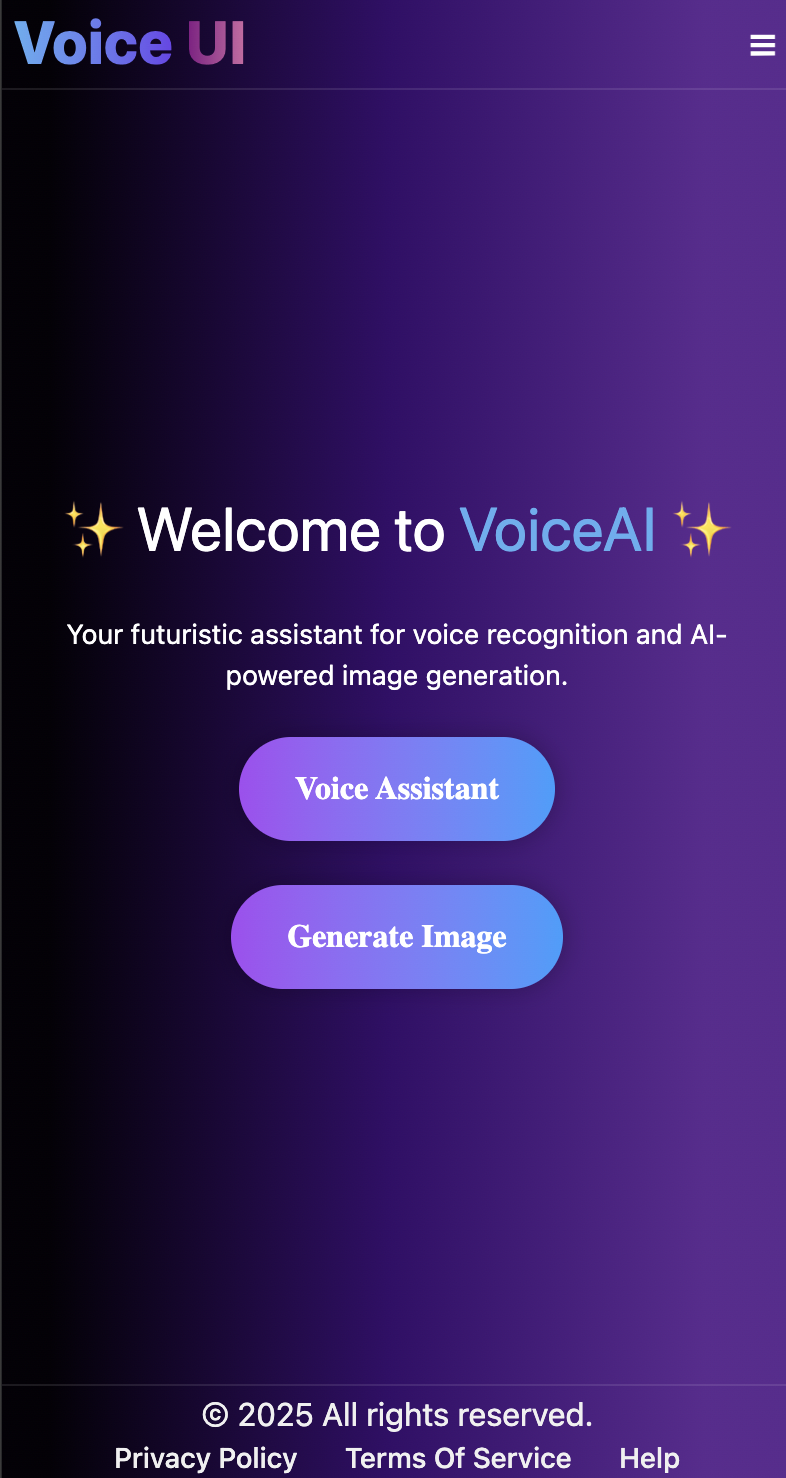 Voice UI
✨ Welcome to VoiceAI ✨
Your futuristic assistant for voice recognition and AI-
powered image generation.
Voice Assistant
Generate Image
© 2025 All rights reserved.
Privacy Policy Terms Of Service Help